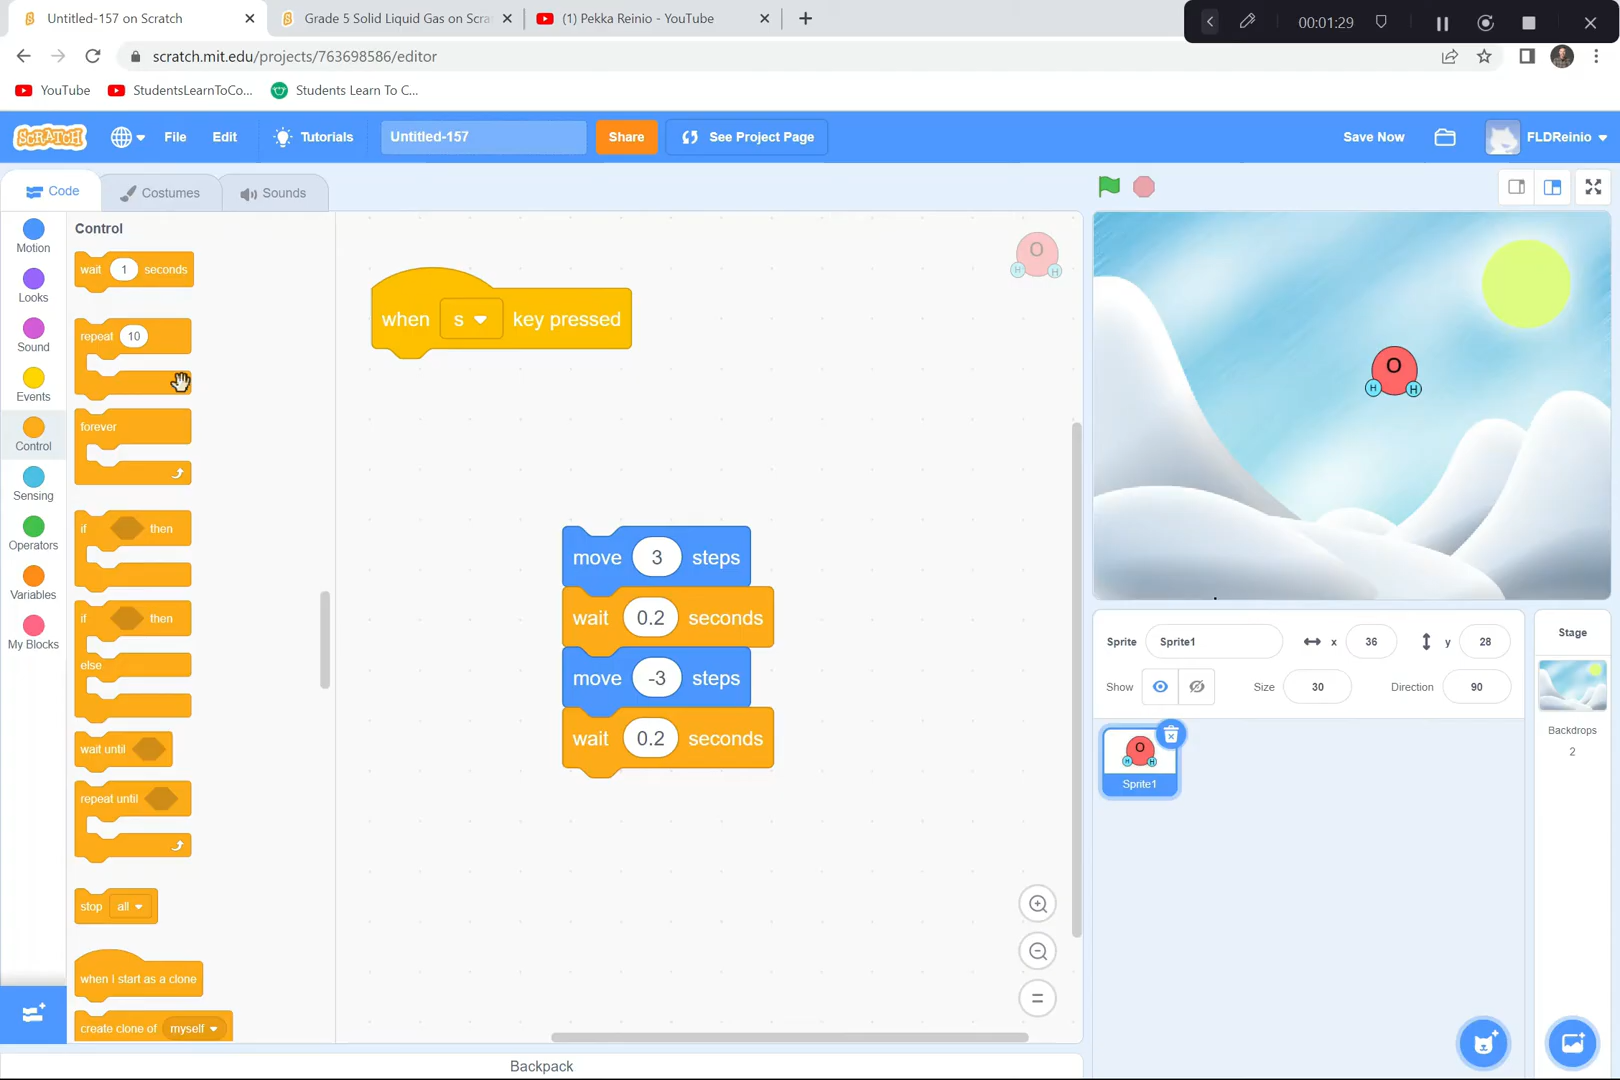 Untitled-157 on Scratch
Grade 5 Solid Liquid Gas on Scra
(1) Pekka Reinio - YouTube
00:01:29
scratch.mit.edu/projects/763698586/editor
YouTube
StudentsLearnToCo...
Students Learn To C...
SCRATCH
File
Edit
Tutorials
Untitled-157
Share
See Project Page
Save Now
FLDReinio
Code
Costumes
Sounds
Motion
Looks
Sound
Events
Control
Sensing
Operators
Variables
My Blocks
Control
wait 1 seconds
repeat 10
forever
if then
if then
else
wait until
repeat until
stop all
when I start as a clone
create clone of myself
when s key pressed
move 3 steps
wait 0.2 seconds
move -3 steps
wait 0.2 seconds
O
H H
O
H H
Sprite Sprite1 x 36 y 28
Show Size 30 Direction 90
O
H H
Sprite1
Stage
Backdrops
2
Backpack